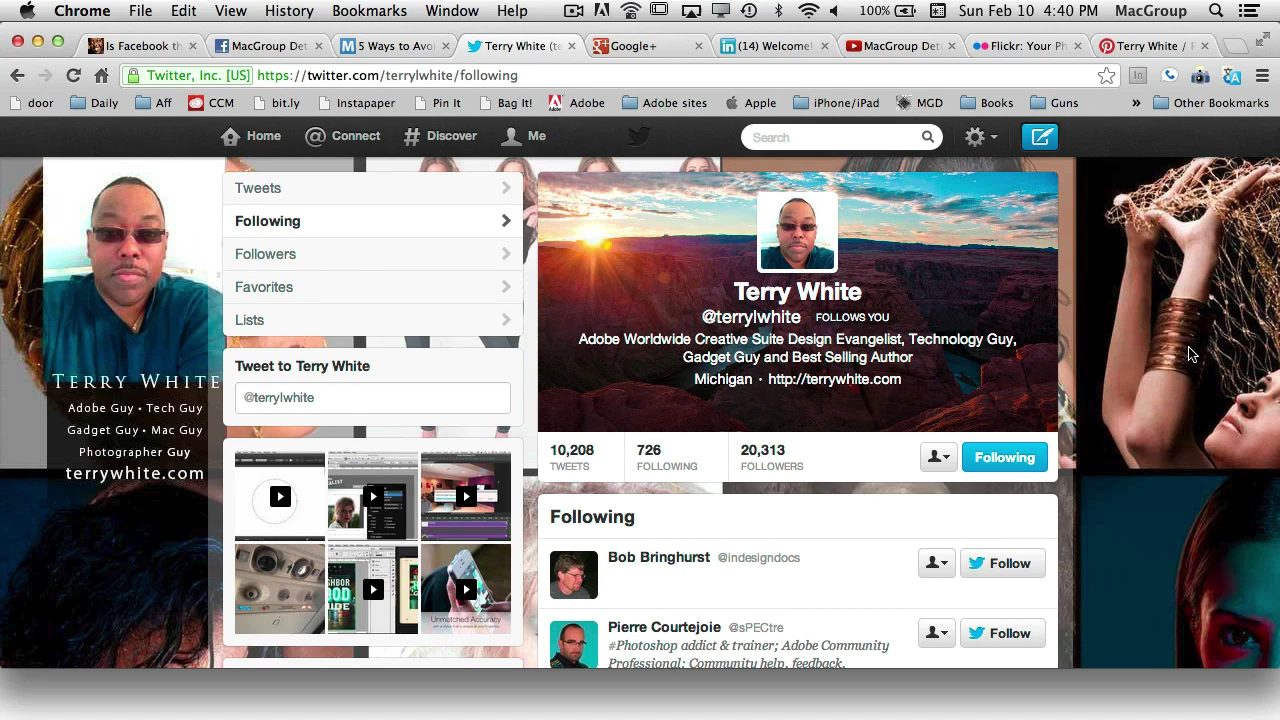 Chrome File Edit View History Bookmarks Window Help 100% Sun Feb 10 4:40 PM MacGroup
Is Facebook th
MacGroup Det
5 Ways to Avo
Terry White (te
Google+
(14) Welcome!
MacGroup Det
Flickr: Your Ph
Terry White / P
Twitter, Inc. [US] https://twitter.com/terrylwhite/following
door Daily Aff CCM bit.ly Instapaper Pin It Bag It! Adobe Adobe sites Apple iPhone/iPad MGD Books Guns » Other Bookmarks
Home @ Connect # Discover Me Search
Tweets
Following
Followers
Favorites
Lists
Tweet to Terry White
@terrylwhite
TERRY WHITE
Adobe Guy • Tech Guy
Gadget Guy • Mac Guy
Photographer Guy
terrywhite.com
Unmatched Accuracy
Terry White
@terrylwhite FOLLOWS YOU
Adobe Worldwide Creative Suite Design Evangelist, Technology Guy,
Gadget Guy and Best Selling Author
Michigan · http://terrywhite.com
10,208 726 20,313
TWEETS FOLLOWING FOLLOWERS
Following
Following
Bob Bringhurst @indesigndocs
Follow
Pierre Courtejoie @sPECtre
Follow
#Photoshop addict & trainer; Adobe Community
Professional: Community help, feedback,